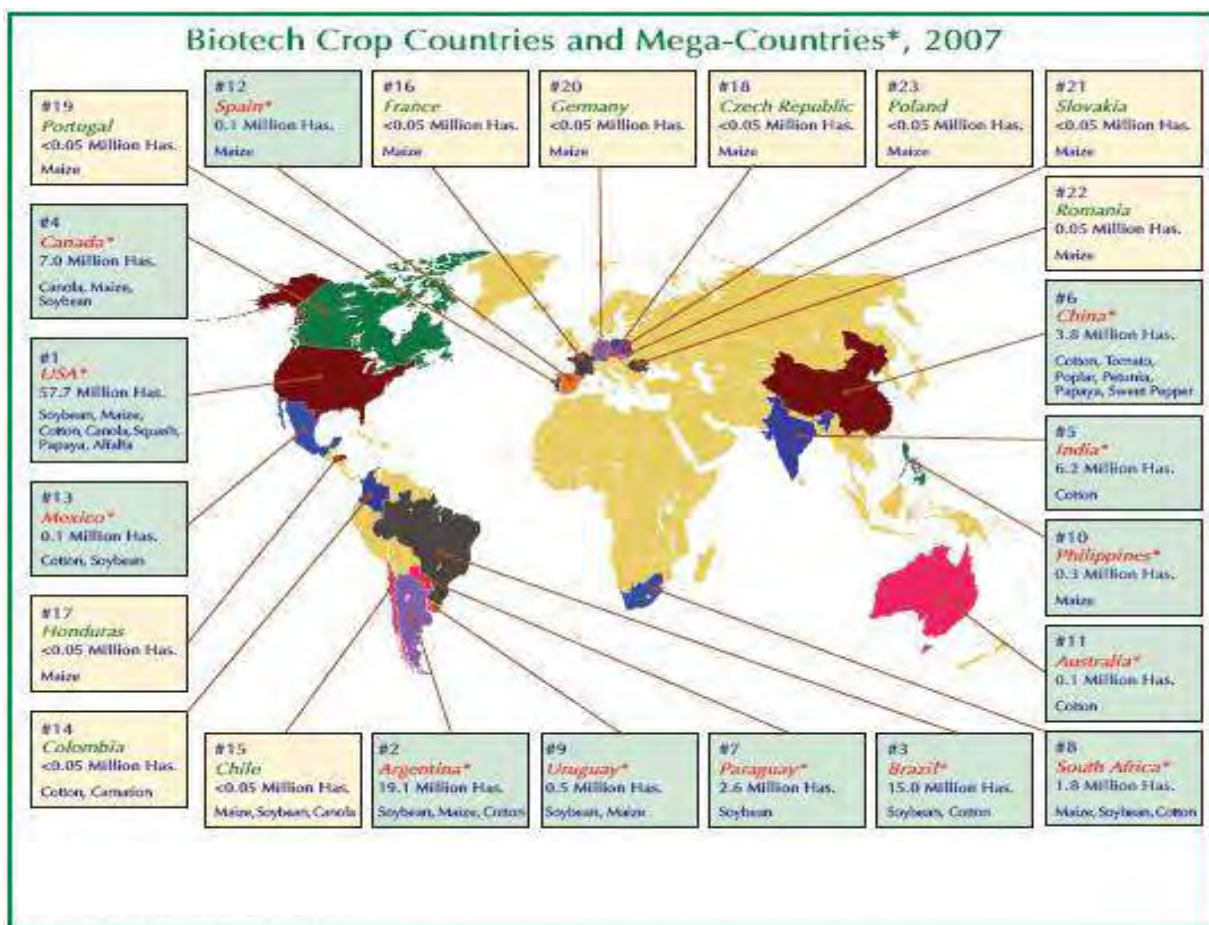 Biotech Crop Countries and Mega-Countries*, 2007
#19
Portugal
<0.05 Million Has.
Maize
#12
Spain*
0.1 Million Has.
Maize
#16
France
<0.05 Million Has.
Maize
#20
Germany
<0.05 Million Has.
Maize
#18
Czech Republic
<0.05 Million Has.
Maize
#23
Poland
<0.05 Million Has.
Maize
#21
Slovakia
<0.05 Million Has.
Maize
#4
Canada*
7.0 Million Has.
Canola, Maize,
Soybean
#22
Romania
0.05 Million Has.
Maize
#1
USA*
57.7 Million Has.
Soybean, Maize,
Cotton, Canola, Squash,
Papaya, Alfalfa
#6
China*
3.8 Million Has.
Cotton, Tomato,
Poplar, Petunia,
Papaya, Sweet Pepper
#5
India*
6.2 Million Has.
Cotton
#13
Mexico*
0.1 Million Has.
Cotton, Soybean
#10
Philippines*
0.3 Million Has.
Maize
#17
Honduras
<0.05 Million Has.
Maize
#11
Australia*
0.1 Million Has.
Cotton
#14
Colombia
<0.05 Million Has.
Cotton, Carnation
#15
Chile
<0.05 Million Has.
Maize, Soybean, Canola
#2
Argentina*
19.1 Million Has.
Soybean, Maize, Cotton
#9
Uruguay*
0.5 Million Has.
Soybean, Maize
#7
Paraguay*
2.6 Million Has.
Soybean
#3
Brazil*
15.0 Million Has.
Soybean, Cotton
#8
South Africa*
1.8 Million Has.
Maize, Soybean, Cotton